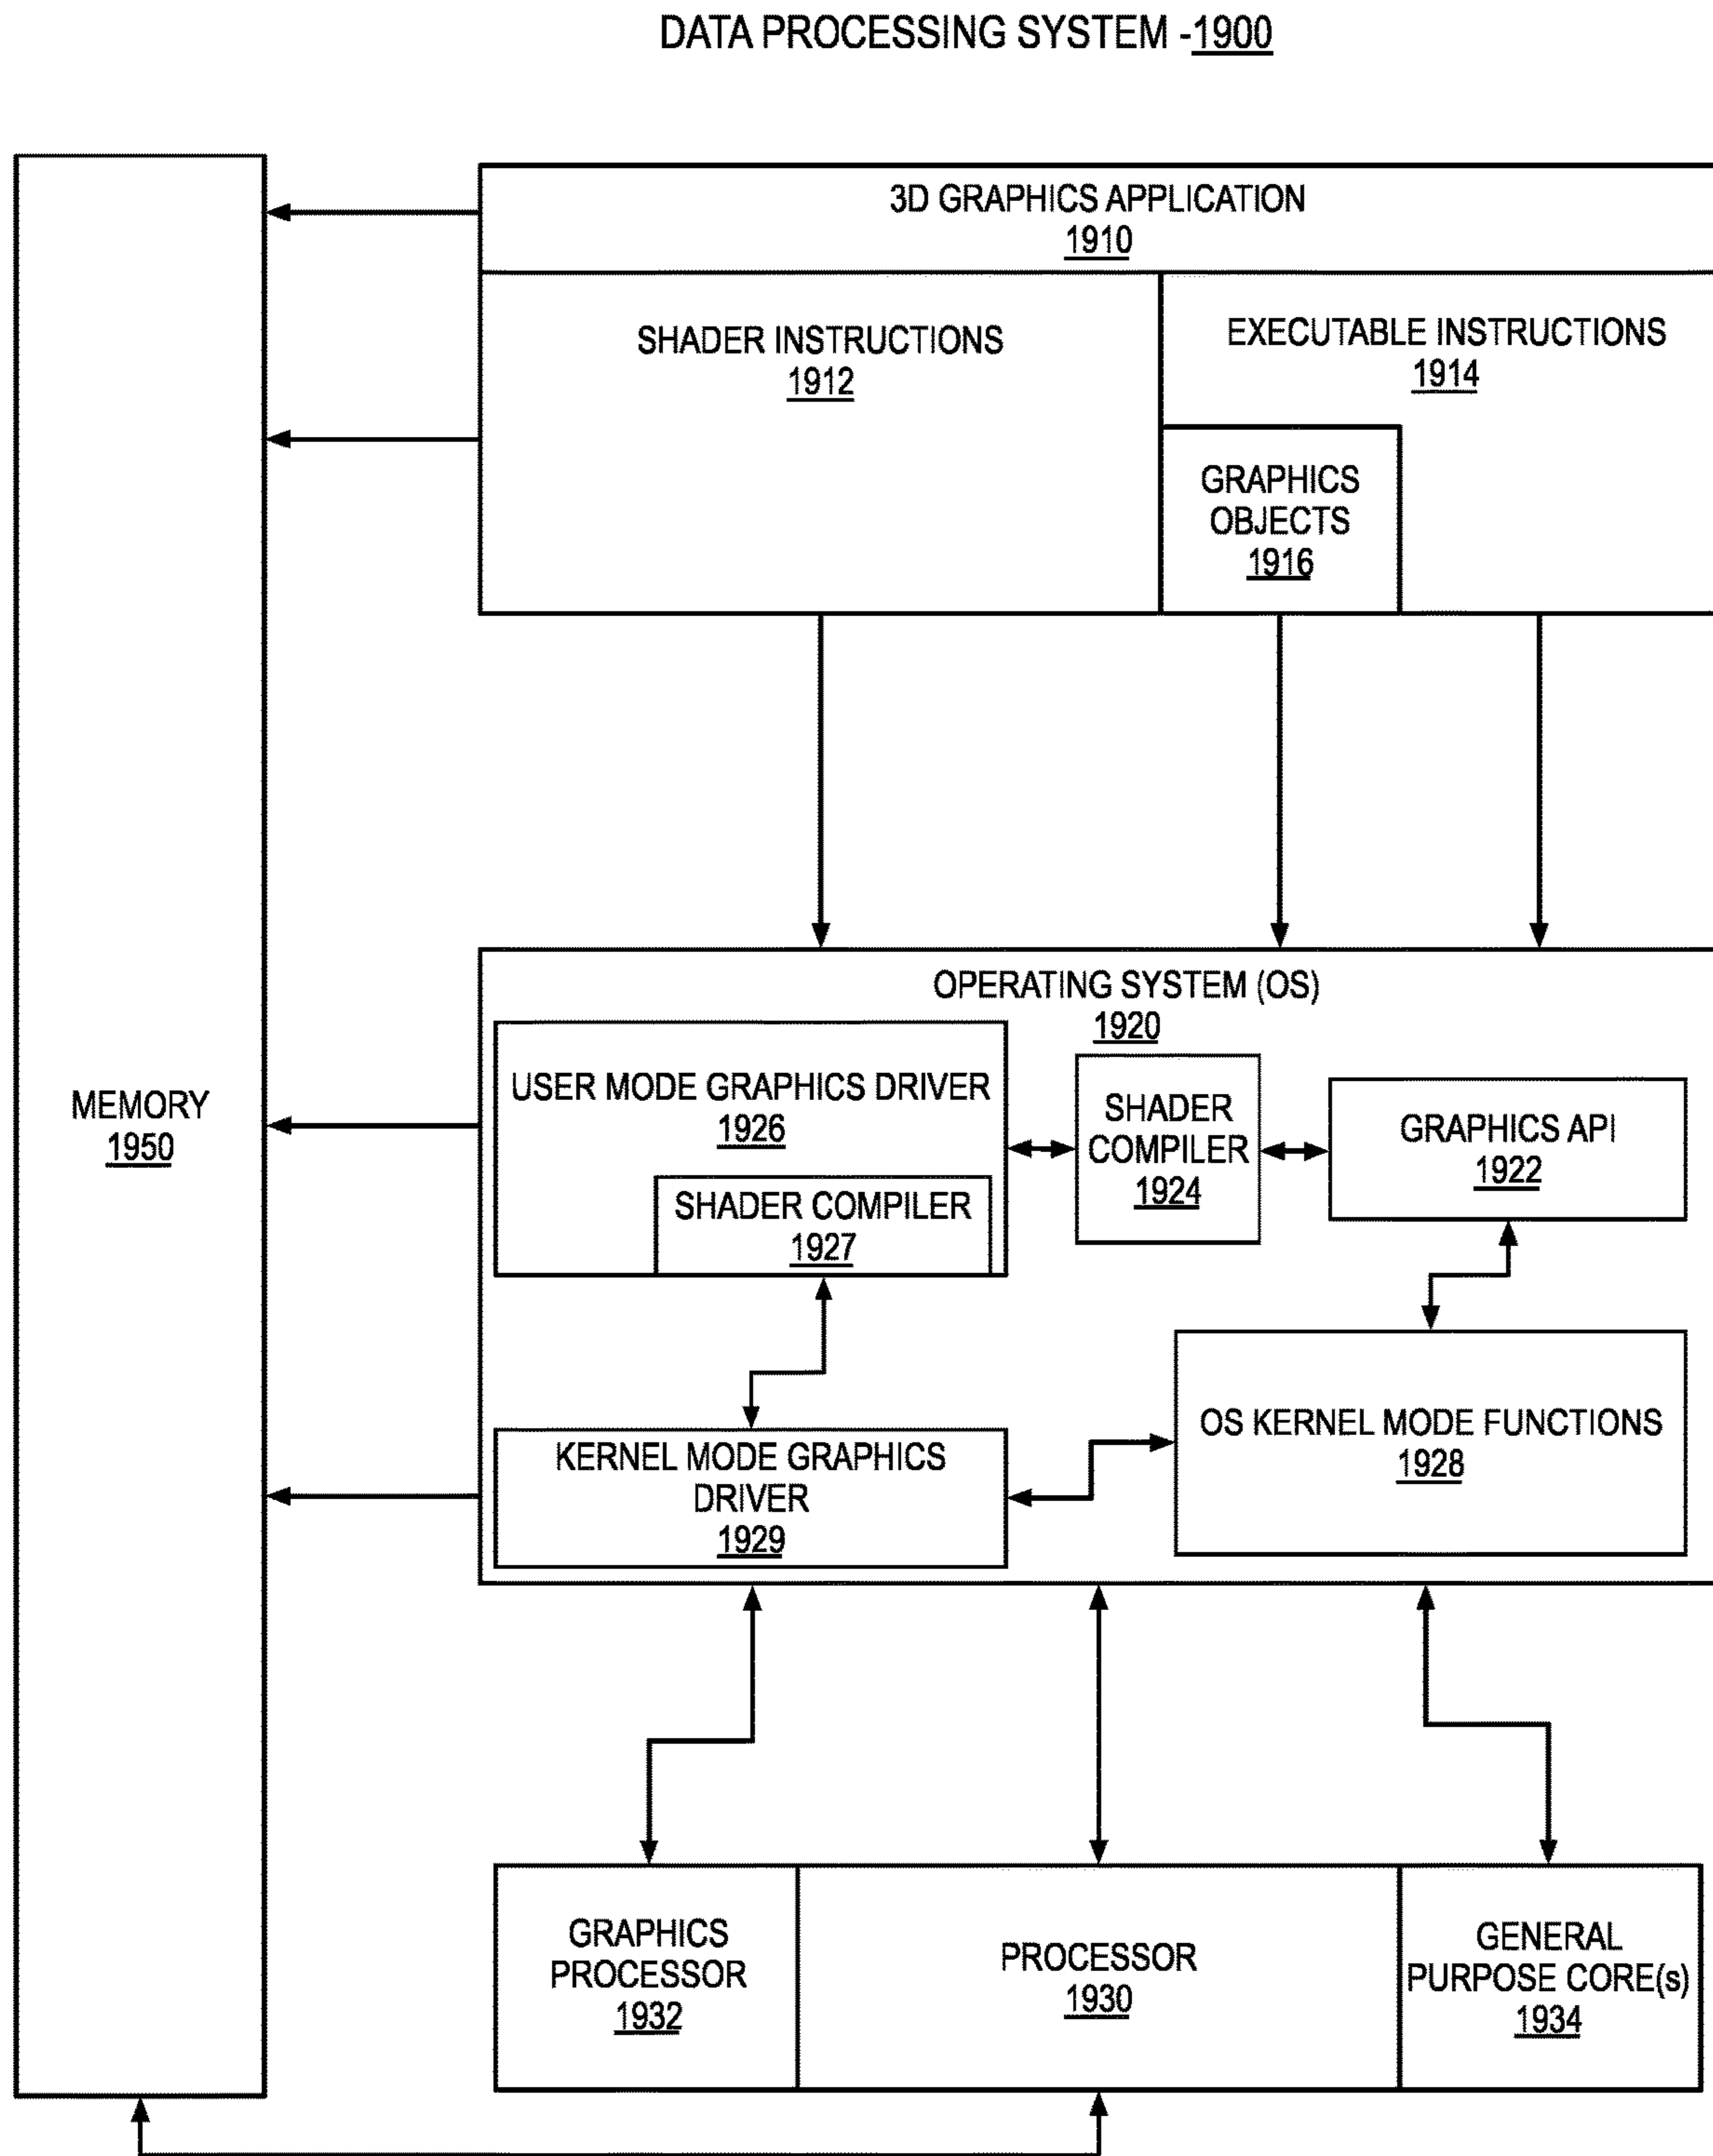 DATA PROCESSING SYSTEM -1900
3D GRAPHICS APPLICATION
1910
SHADER INSTRUCTIONS
1912
EXECUTABLE INSTRUCTIONS
1914
GRAPHICS
OBJECTS
1916
MEMORY
1950
OPERATING SYSTEM (OS)
1920
USER MODE GRAPHICS DRIVER
1926
SHADER COMPILER
1927
SHADER
COMPILER
1924
GRAPHICS API
1922
KERNEL MODE GRAPHICS
DRIVER
1929
OS KERNEL MODE FUNCTIONS
1928
GRAPHICS
PROCESSOR
1932
PROCESSOR
1930
GENERAL
PURPOSE CORE(s)
1934